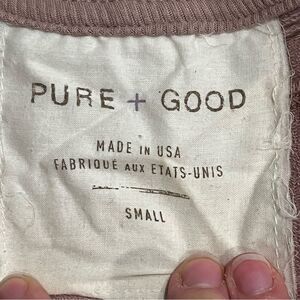 PURE + GOOD
MADE IN USA
FABRIQUÉ AUX ETATS-UNIS
SMALL